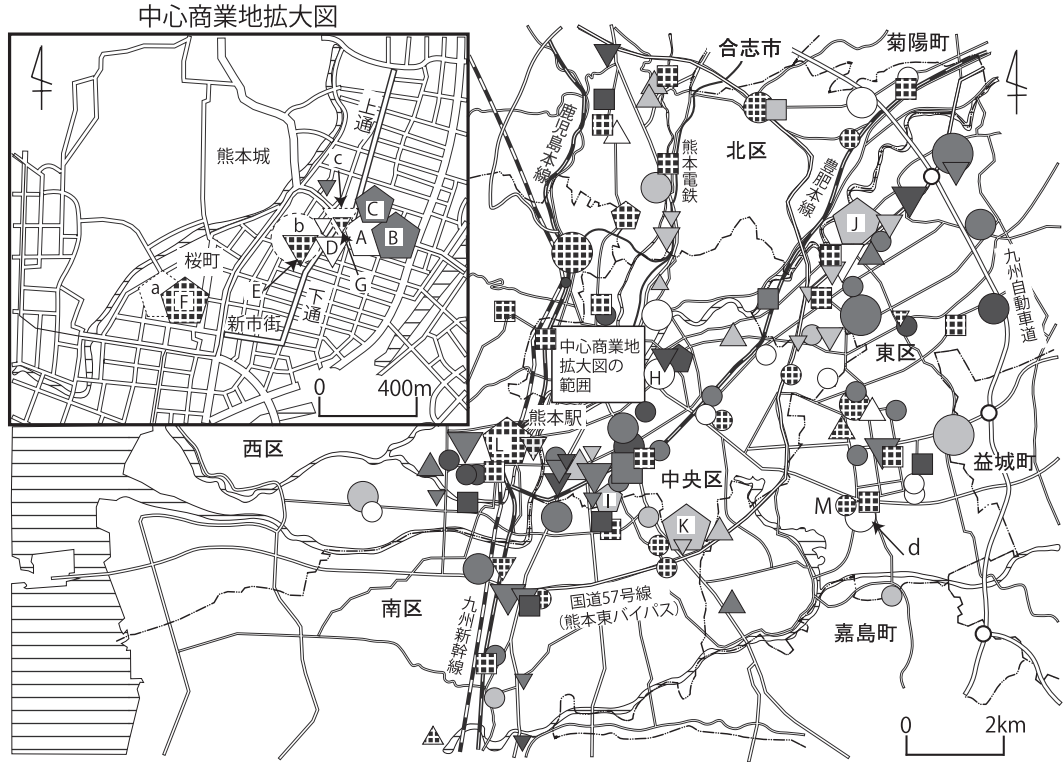 中心商業地拡大図
上通
熊本城
c
C
B
b
D
A
桜町
a
F
E
G
下通
新市街
0
400m
合志市
菊陽町
鹿児島本線
熊本電鉄
北区
豊肥本線
J
九州自動車道
中心商業地
拡大図の
範囲
H
東区
熊本駅
西区
L
益城町
中央区
I
M
K
d
国道57号線
(熊本東バイパス)
南区
九州新幹線
嘉島町
0
2km